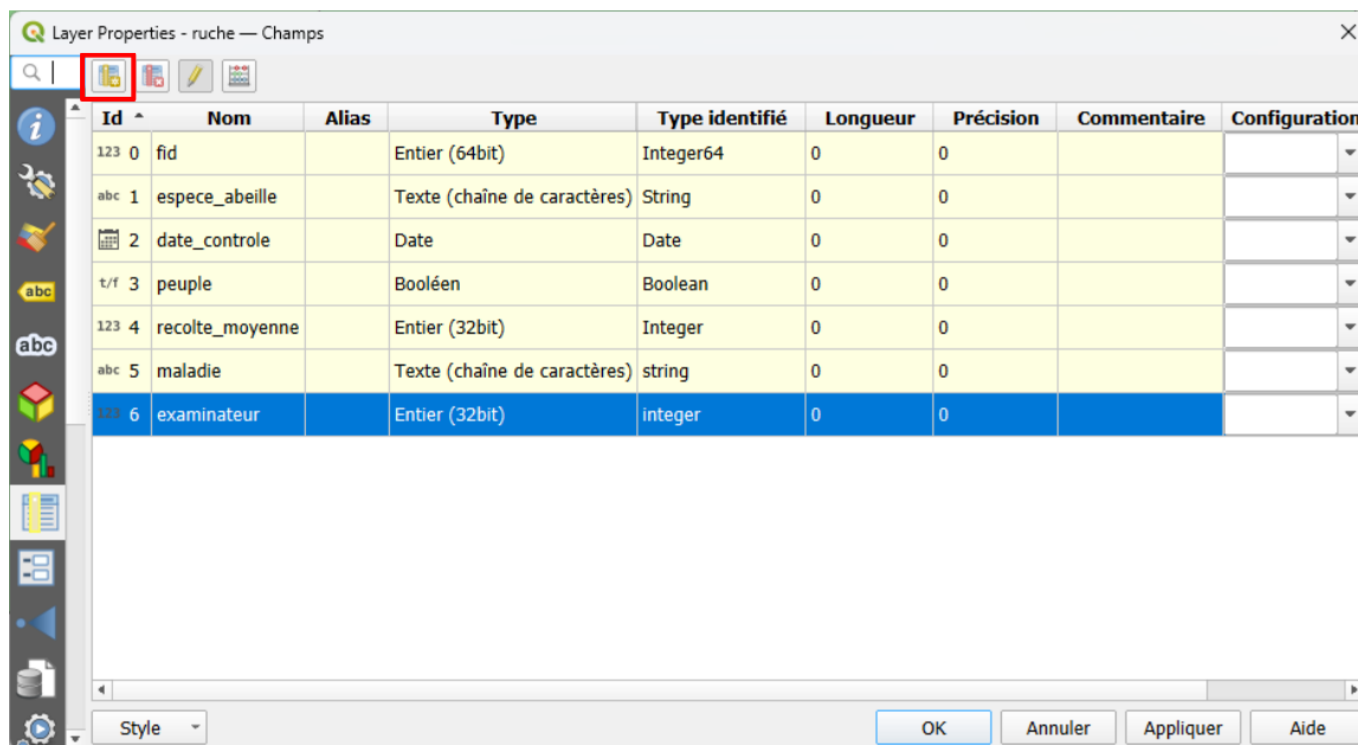 Layer Properties - ruche — Champs
Id Nom Alias Type Type identifié Longueur Précision Commentaire Configuration
123 0 fid Entier (64bit) Integer64 0 0
abc 1 espece_abeille Texte (chaîne de caractères) String 0 0
2 date_controle Date Date 0 0
t/f 3 peuple Booléen Boolean 0 0
123 4 recolte_moyenne Entier (32bit) Integer 0 0
abc 5 maladie Texte (chaîne de caractères) string 0 0
123 6 examinateur Entier (32bit) integer 0 0
abc
abc
Style OK Annuler Appliquer Aide